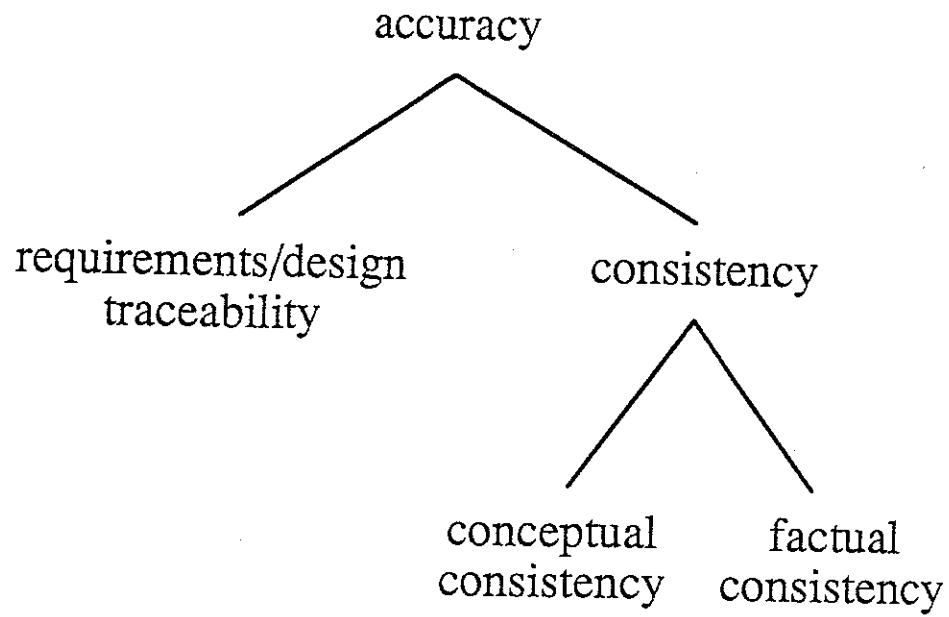 accuracy
requirements/design
traceability
consistency
conceptual
consistency
factual
consistency